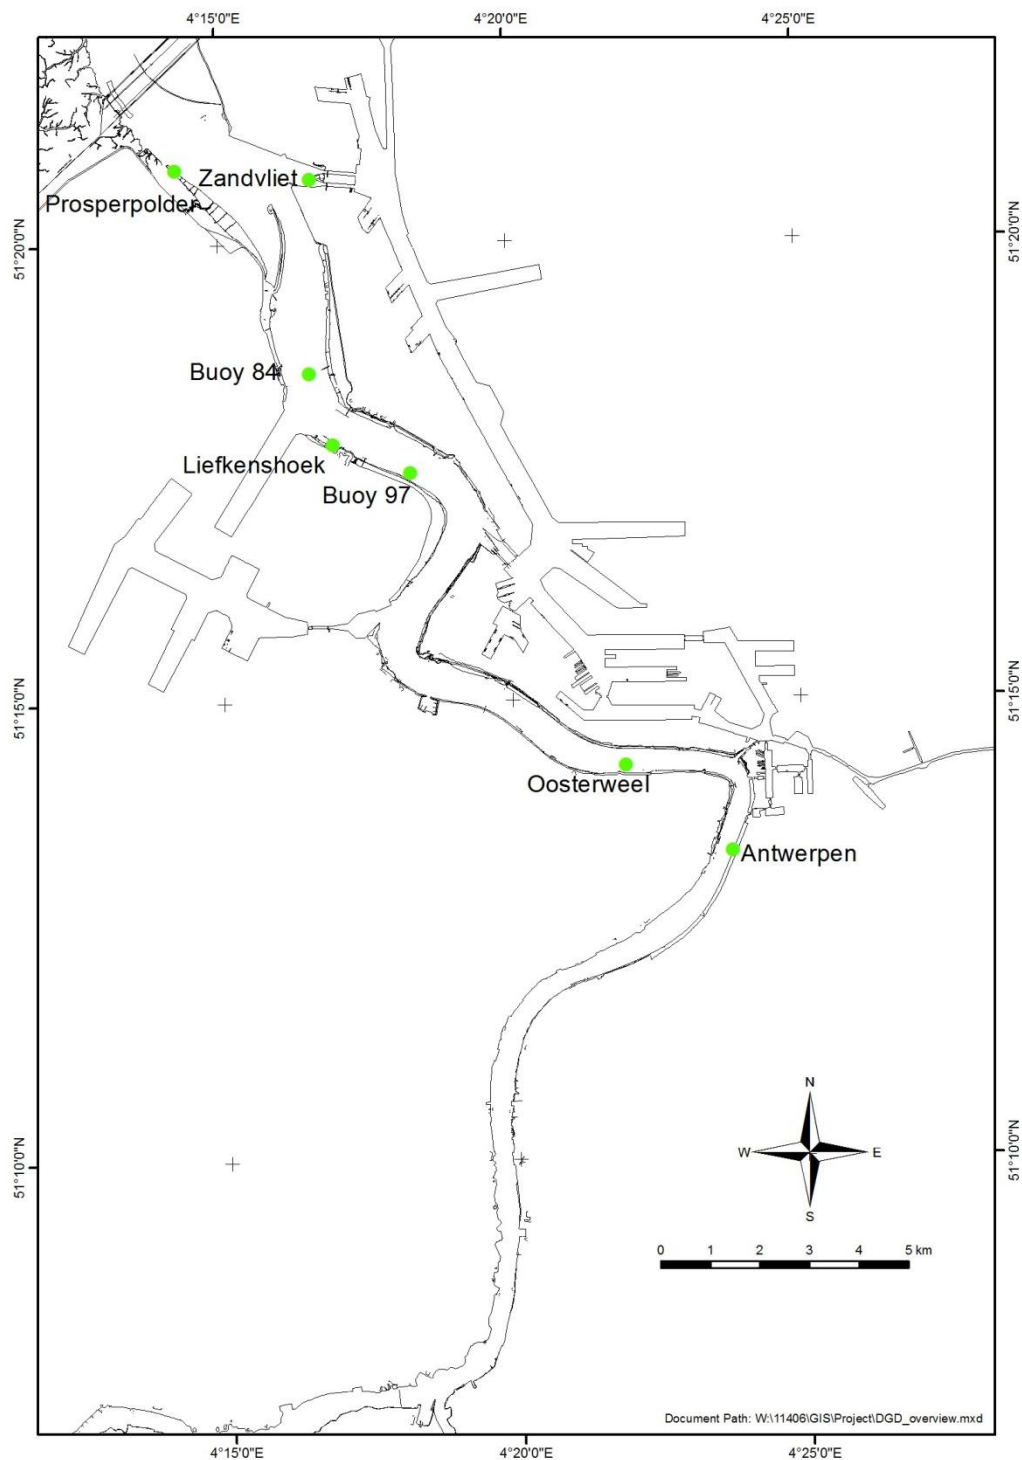 4°15'0"E
4°20'0"E
4°25'0"E
51°20'0"N
51°20'0"N
Zandvliet
Prosperpolder
Buoy 84
Liefkenshoek
Buoy 97
51°15'0"N
51°15'0"N
Oosterweel
Antwerpen
N
W
E
S
51°10'0"N
51°10'0"N
0 1 2 3 4 5 km
Document Path: W:\11406\GIS\Project\DGD_overview.mxd
4°15'0"E
4°20'0"E
4°25'0"E